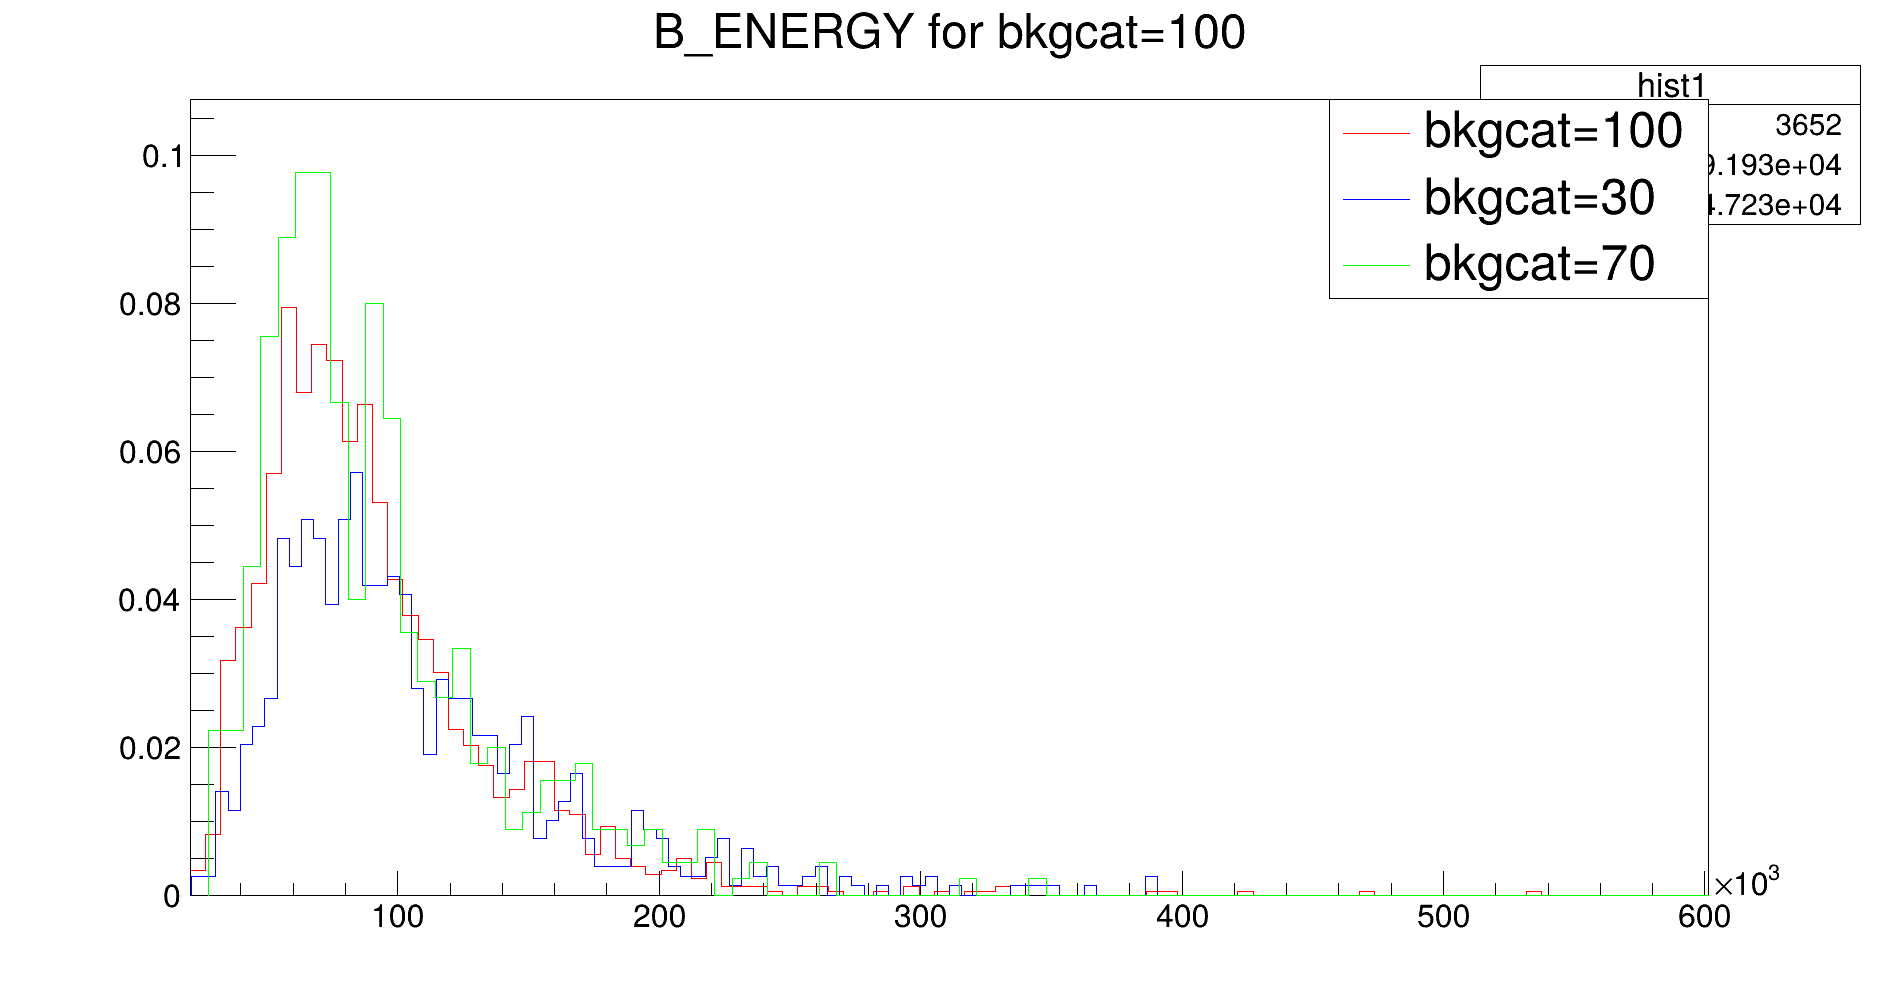 B_ENERGY for bkgcat=100
hist1
3652
9.193e+04
4.723e+04
bkgcat=100
bkgcat=30
bkgcat=70
0.1
0.08
0.06
0.04
0.02
0
100 200 300 400 500 600
×10³